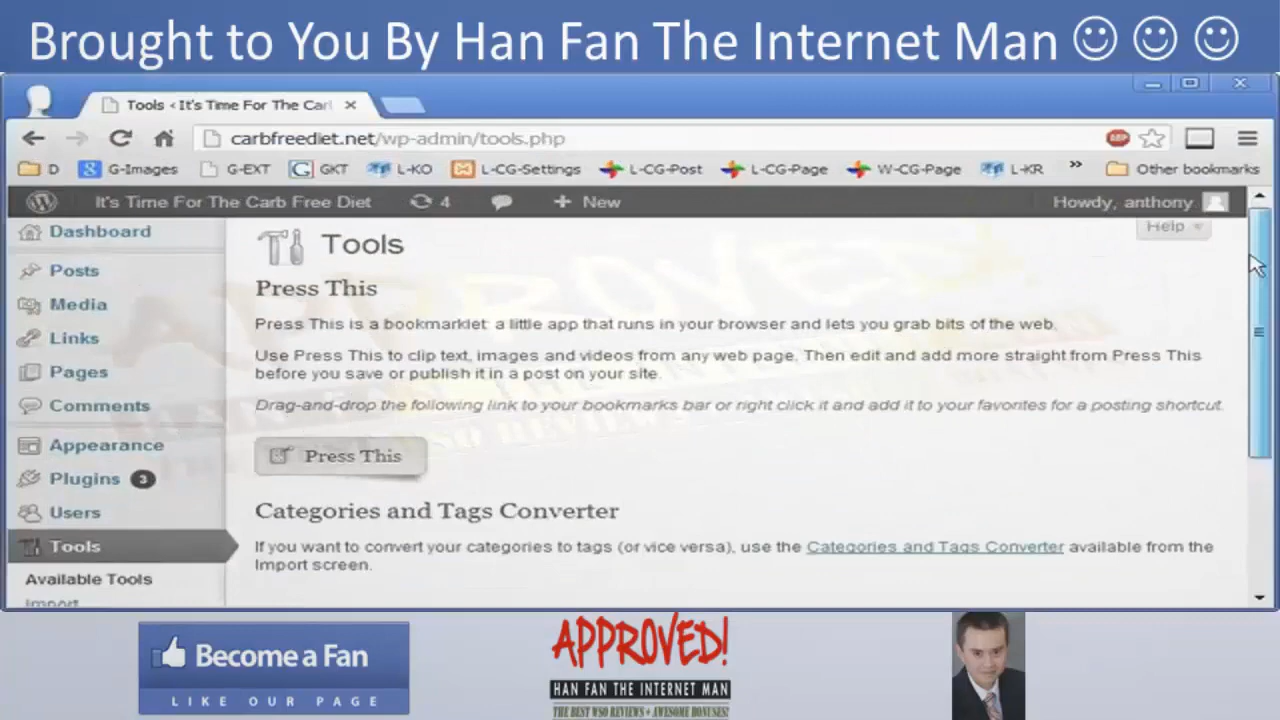 Brought to You By Han Fan The Internet Man
Tools < It's Time For The Carl
carbfreediet.net/wp-admin/tools.php
ABP
D G-Images G-EXT GKT L-KO L-CG-Settings L-CG-Post L-CG-Page W-CG-Page L-KR » Other bookmarks
It's Time For The Carb Free Diet 4 + New Howdy, anthony
Help
Dashboard
Posts
Media
Links
Pages
Comments
Appearance
Plugins 3
Users
Tools
Available Tools
Import
Tools
Press This
Press This is a bookmarklet: a little app that runs in your browser and lets you grab bits of the web.
Use Press This to clip text, images and videos from any web page. Then edit and add more straight from Press This
before you save or publish it in a post on your site.
Drag-and-drop the following link to your bookmarks bar or right click it and add it to your favorites for a posting shortcut.
Press This
Categories and Tags Converter
If you want to convert your categories to tags (or vice versa), use the Categories and Tags Converter available from the
Import screen.
APPROVED!
Become a Fan
LIKE OUR PAGE
APPROVED!
HAN FAN THE INTERNET MAN
THE BEST WSO REVIEWS + AWESOME BONUSES!